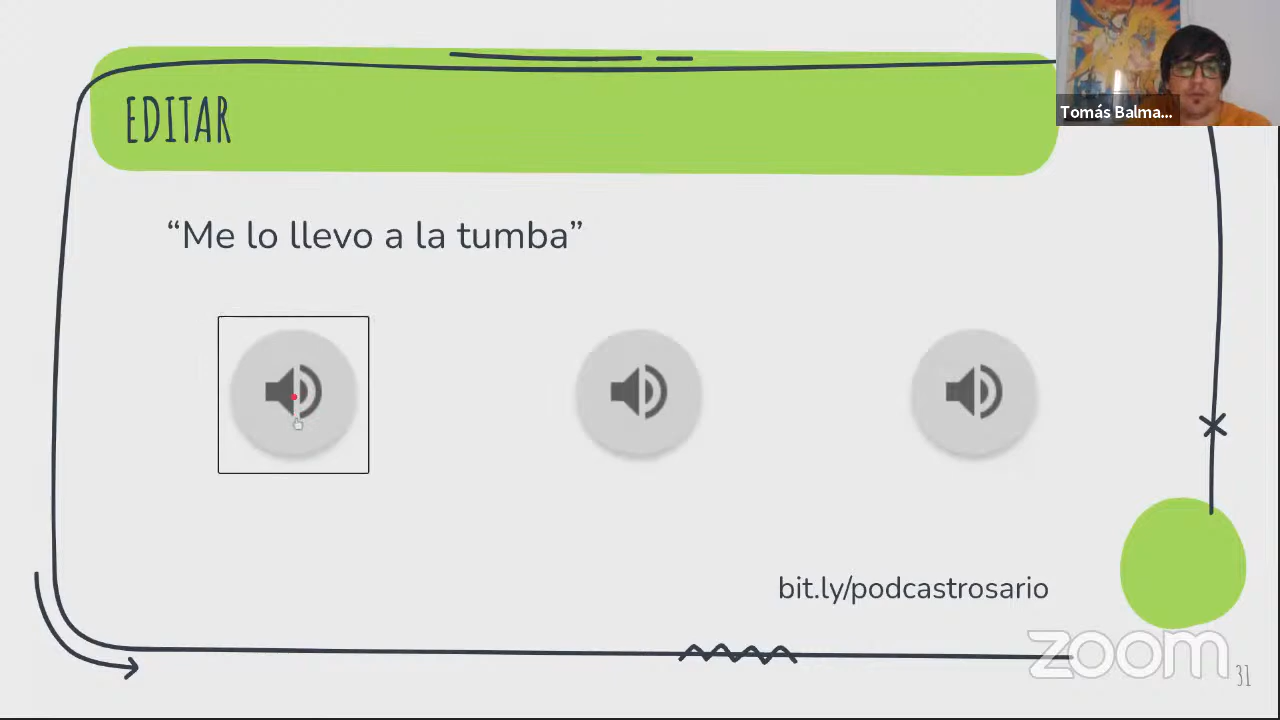 EDITAR
Tomás Balma...
“Me lo llevo a la tumba”
bit.ly/podcastrosario
zoom
31